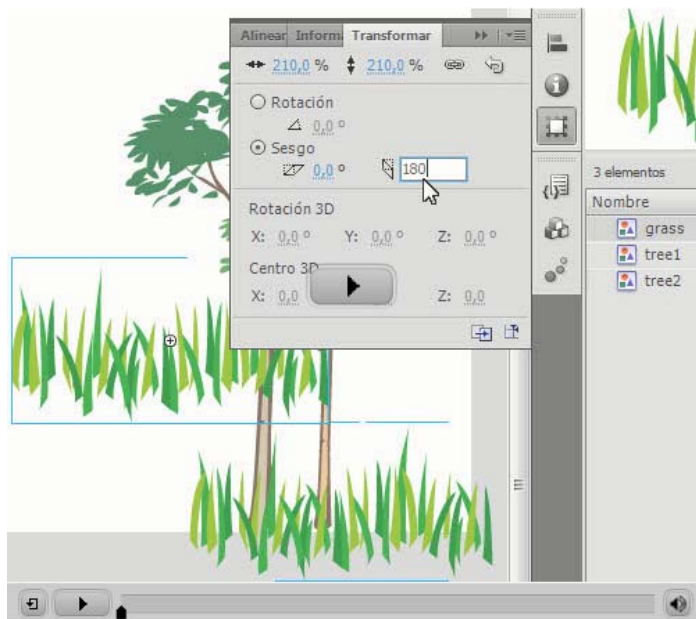 Alinear Inform Transformar
210,0 % 210,0 %
Rotación
0,0 °
Sesgo
0,0 ° 180
Rotación 3D
X: 0,0 ° Y: 0,0 ° Z: 0,0 °
Centro 3D
X: 0,0 Z: 0,0
3 elementos
Nombre
grass
tree1
tree2